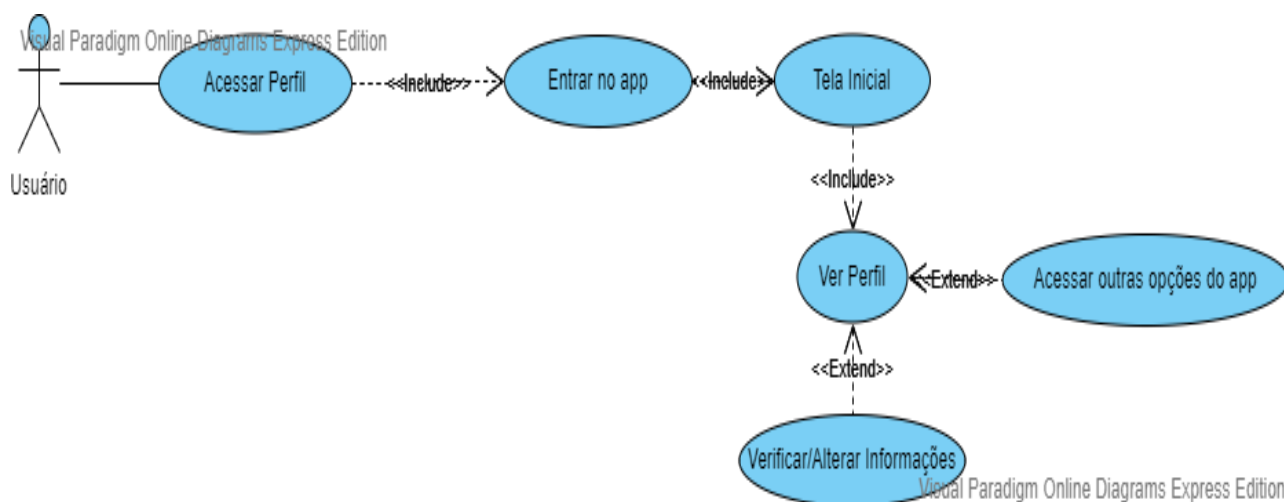 Visual Paradigm Online Diagrams Express Edition
Acessar Perfil
<<Include>>
Entrar no app
<<Include>>
Tela Inicial
Usuário
<<Include>>
Ver Perfil
<<Extend>>
Acessar outras opções do app
<<Extend>>
Verificar/Alterar Informações
Visual Paradigm Online Diagrams Express Edition